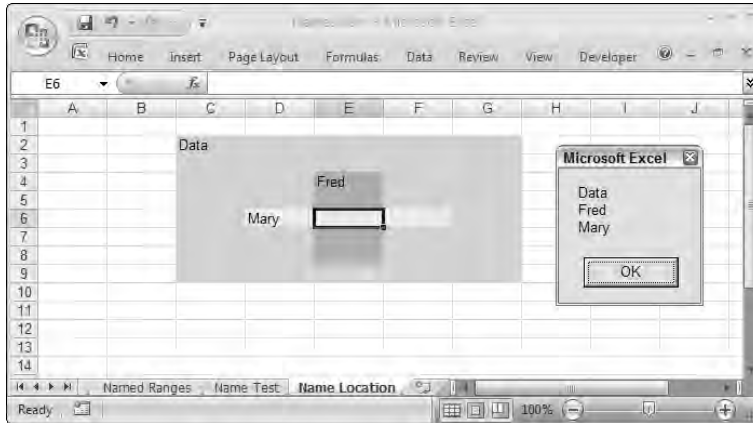 Home Insert Page Layout Formulas Data Review View Developer
E6 fx
A B C D E F G H I J
1
2 Data
3
Microsoft Excel
4 Fred
Data
5
Fred
6 Mary
Mary
7
8
OK
9
10
11
12
13
14
Named Ranges Name Test Name Location
Ready 100%